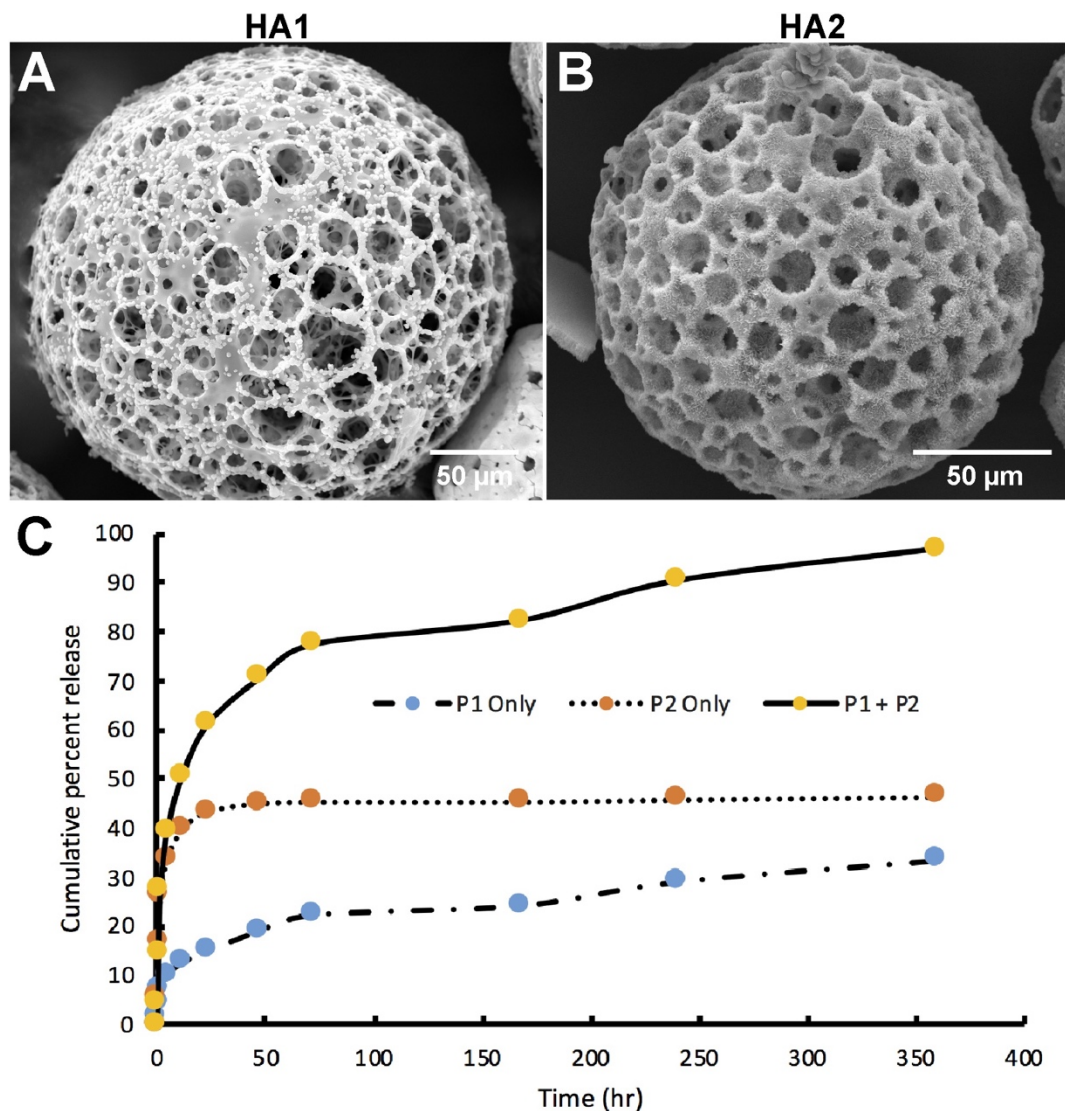 HA1 HA2
A B
50 µm 50 µm
C
100
90
80
70
60
50
40
30
20
10
0
Cumulative percent release
P1 Only P2 Only P1 + P2
0 50 100 150 200 250 300 350 400
Time (hr)